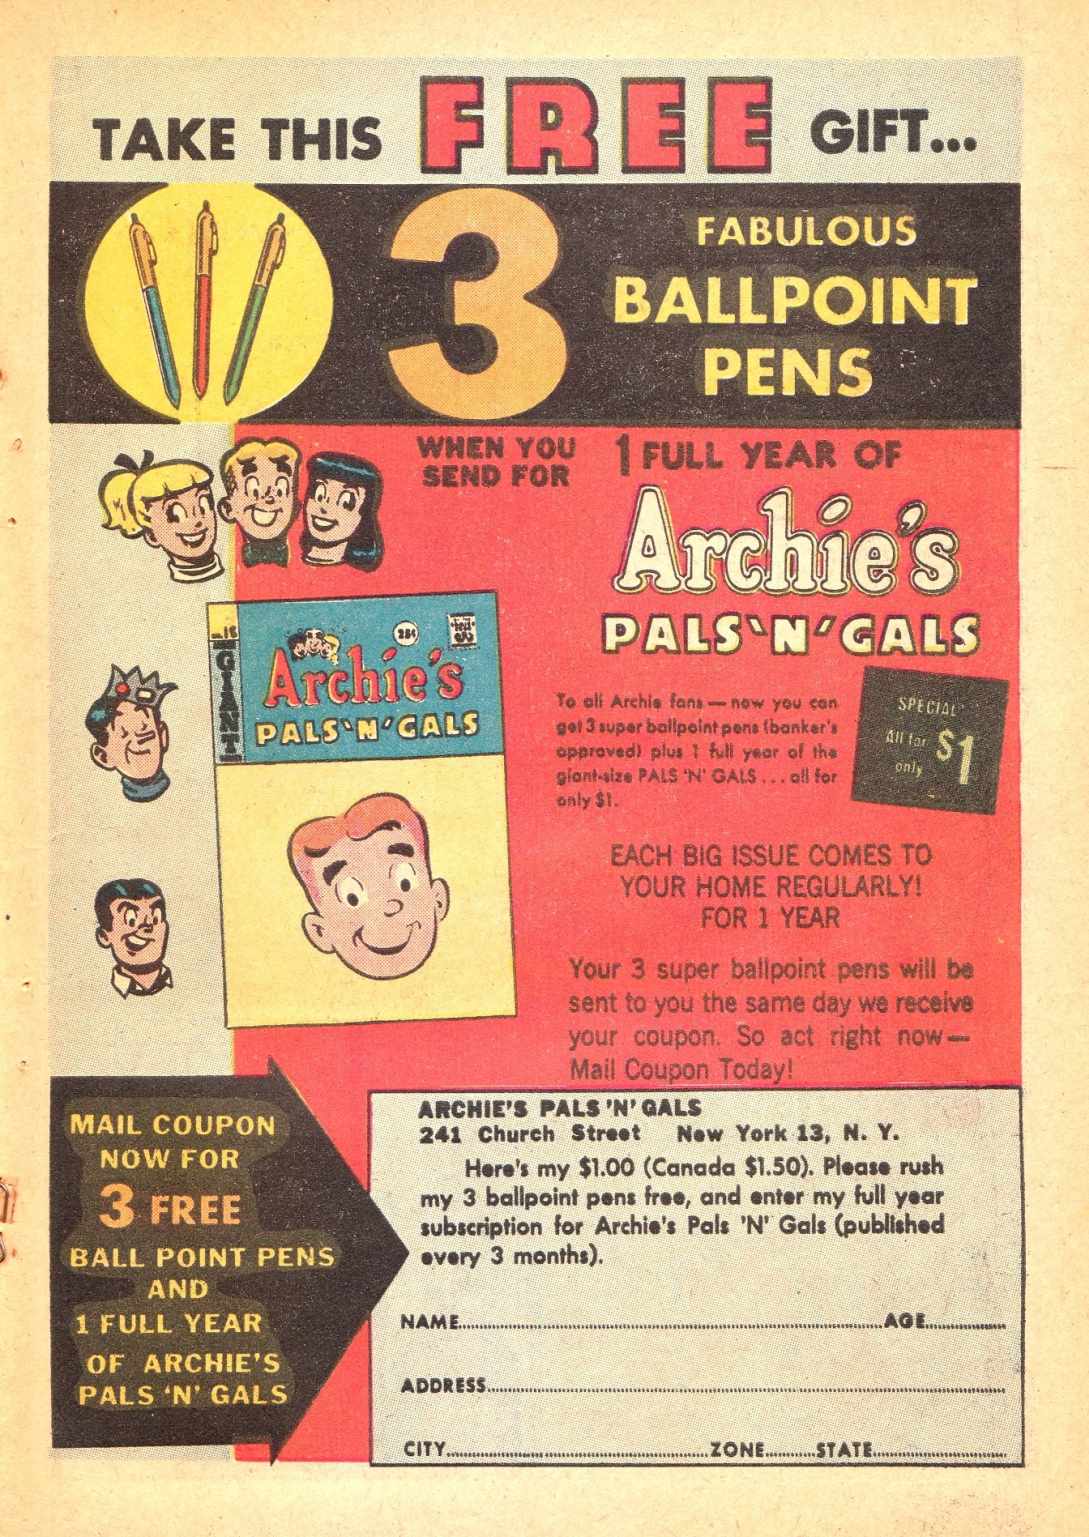 TAKE THIS FREE GIFT...
3
FABULOUS
BALLPOINT
PENS
WHEN YOU
SEND FOR
1 FULL YEAR OF
Archie's
PALS 'N' GALS
GIANT
25¢
Archie's
PALS 'N' GALS
To all Archie fans — now you can
get 3 super ballpoint pens (banker's
approved) plus 1 full year of the
giant-size PALS 'N' GALS . . . all for
only $1.
SPECIAL
All for
only $1
EACH BIG ISSUE COMES TO
YOUR HOME REGULARLY!
FOR 1 YEAR
Your 3 super ballpoint pens will be
sent to you the same day we receive
your coupon. So act right now—
Mail Coupon Today!
MAIL COUPON
NOW FOR
3 FREE
BALL POINT PENS
AND
1 FULL YEAR
OF ARCHIE'S
PALS 'N' GALS
ARCHIE'S PALS 'N' GALS
241 Church Street New York 13, N. Y.
Here's my $1.00 (Canada $1.50). Please rush
my 3 ballpoint pens free, and enter my full year
subscription for Archie's Pals 'N' Gals (published
every 3 months).
NAME AGE
ADDRESS
CITY ZONE STATE